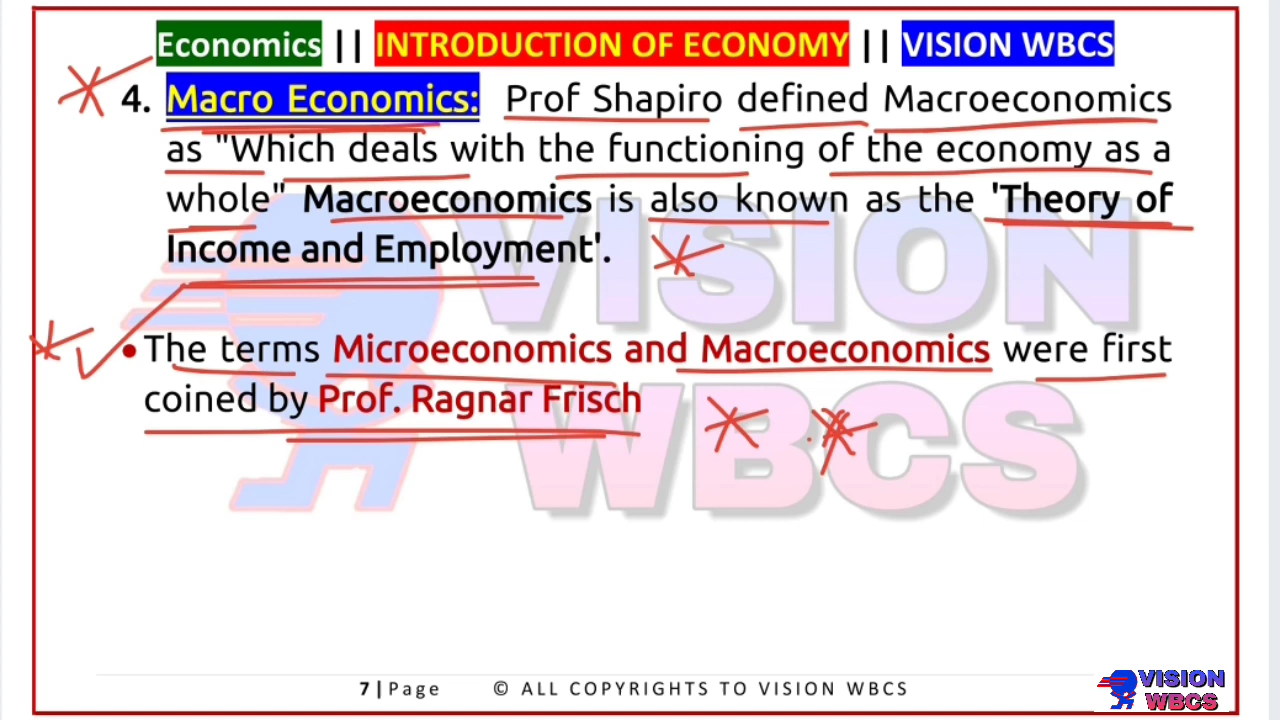 Economics || INTRODUCTION OF ECONOMY || VISION WBCS
4. Macro Economics: Prof Shapiro defined Macroeconomics
as "Which deals with the functioning of the economy as a
whole" Macroeconomics is also known as the 'Theory of
Income and Employment'.
• The terms Microeconomics and Macroeconomics were first
coined by Prof. Ragnar Frisch
VISION
WBCS
7 | Page © ALL COPYRIGHTS TO VISION WBCS
VISION
WBCS